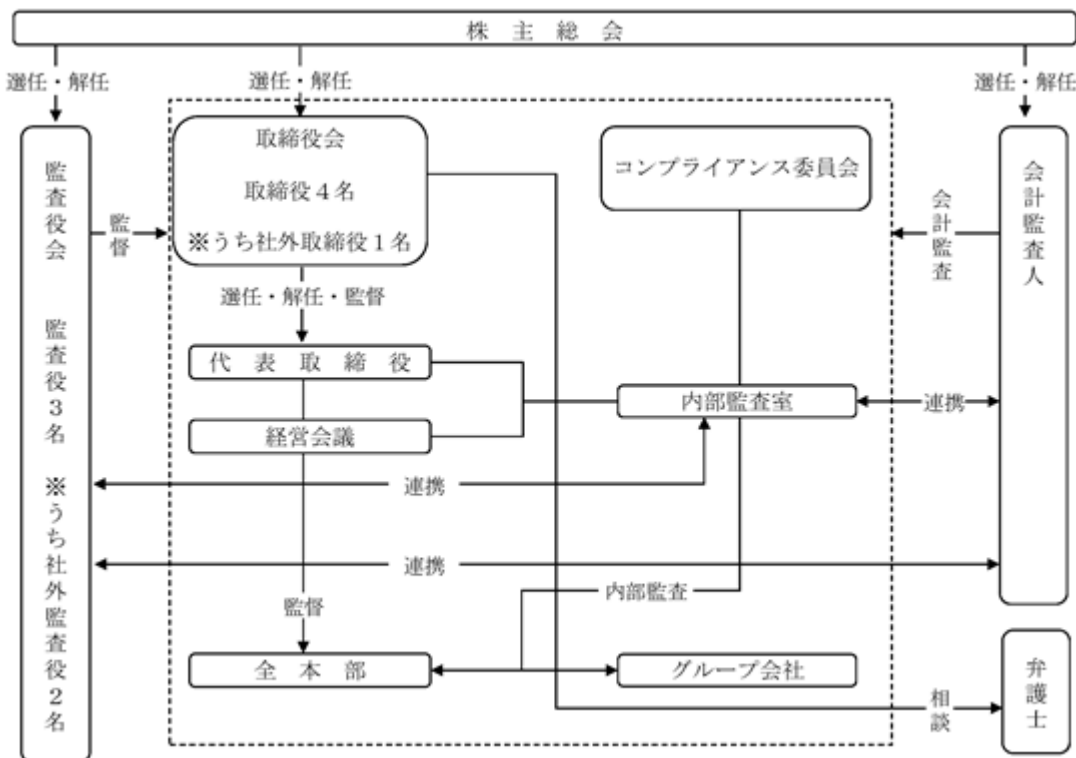 株　主　総　会
選任・解任
選任・解任
選任・解任
監査役会　監査役３名　※うち社外監査役２名
監督
取締役会
取締役４名
※うち社外取締役１名
コンプライアンス委員会
会計監査
会計監査人
選任・解任・監督
代　表　取　締　役
内部監査室
連携
経営会議
連携
連携
内部監査
監督
全　本　部
グループ会社
相談
弁護士